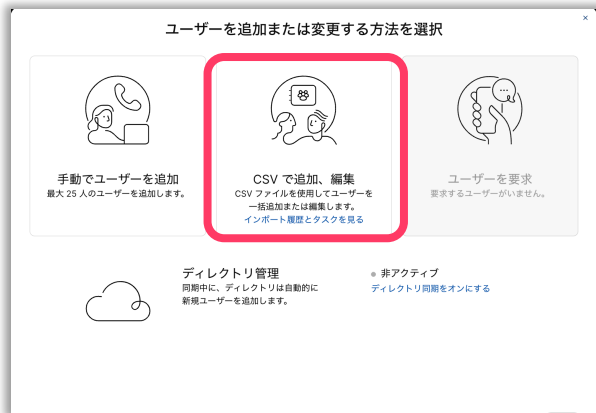 ユーザーを追加または変更する方法を選択
×
手動でユーザーを追加
最大 25 人のユーザーを追加します。
CSV で追加、編集
CSV ファイルを使用してユーザーを
一括追加または編集します。
インポート履歴とタスクを見る
ユーザーを要求
要求するユーザーがいません。
ディレクトリ管理
同期中に、ディレクトリは自動的に
新規ユーザーを追加します。
非アクティブ
ディレクトリ同期をオンにする